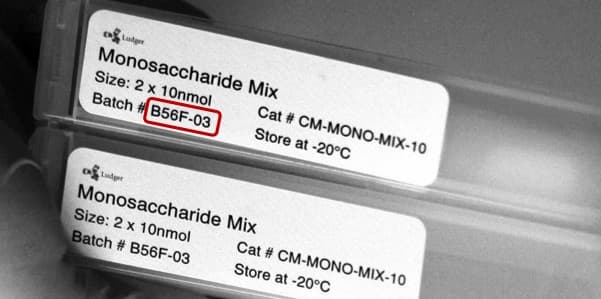 Ludger
Monosaccharide Mix
Size: 2 x 10nmol
Batch # B56F-03
Cat # CM-MONO-MIX-10
Store at -20°C
Ludger
Monosaccharide Mix
Size: 2 x 10nmol
Batch # B56F-03
Cat # CM-MONO-MIX-10
Store at -20°C